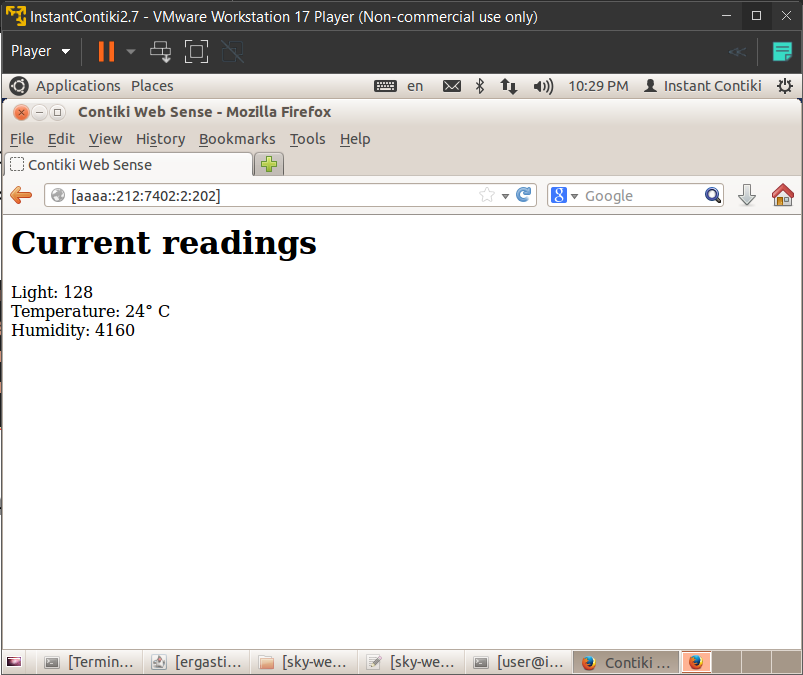 InstantContiki2.7 - VMware Workstation 17 Player (Non-commercial use only)
Player
Applications Places en 10:29 PM Instant Contiki
Contiki Web Sense - Mozilla Firefox
File Edit View History Bookmarks Tools Help
Contiki Web Sense
[aaaa::212:7402:2:202] 8 Google
Current readings
Light: 128
Temperature: 24° C
Humidity: 4160
[Termin... [ergasti... [sky-we... [sky-we... [user@i... Contiki ...